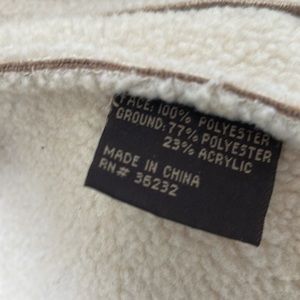 FACE: 100% POLYESTER
GROUND: 77% POLYESTER
23% ACRYLIC
MADE IN CHINA
RN# 36232